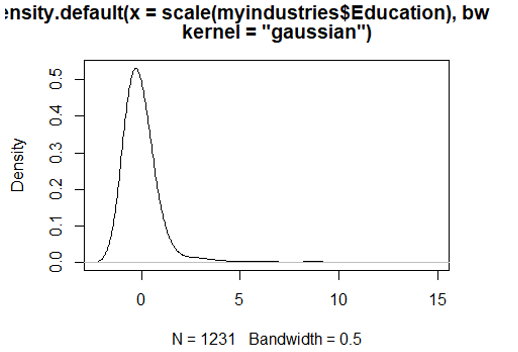 ensity.default(x = scale(myindustries$Education), bw
kernel = "gaussian")
Density
0.5
0.4
0.3
0.2
0.1
0.0
0 5 10 15
N = 1231 Bandwidth = 0.5